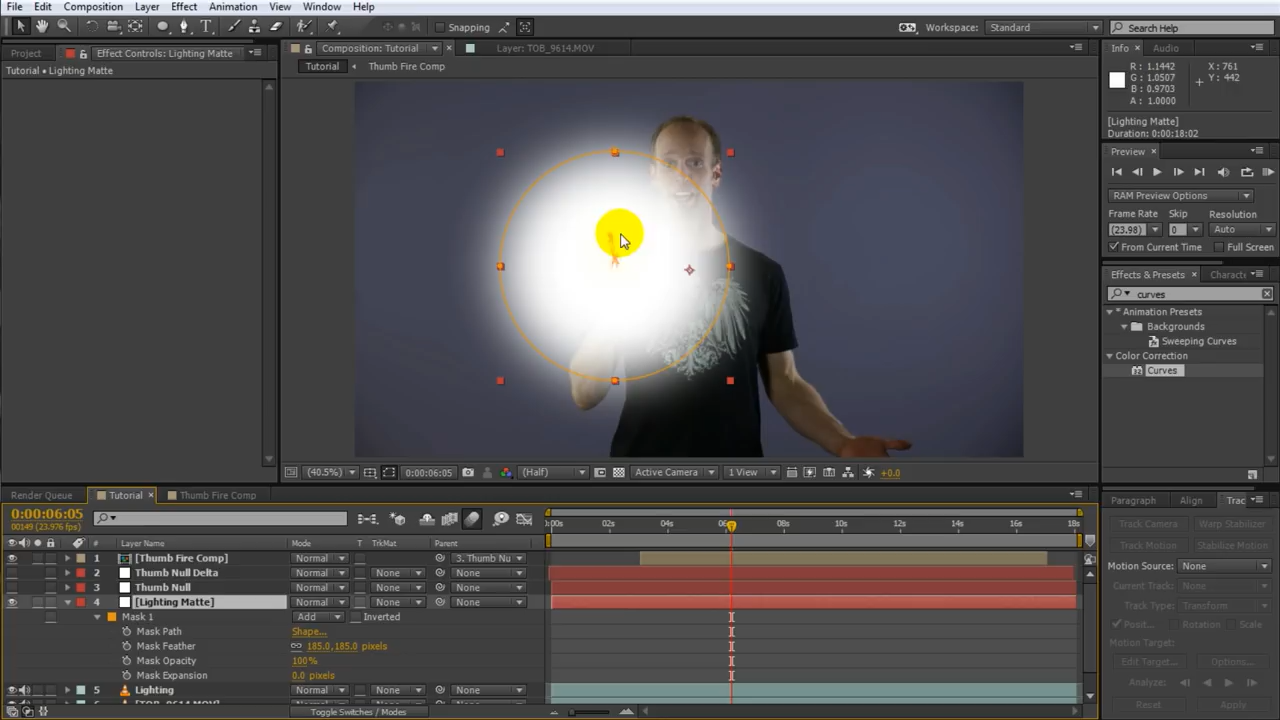 File Edit Composition Layer Effect Animation View Window Help
Snapping
Workspace: Standard
Search Help
Project Effect Controls: Lighting Matte
Composition: Tutorial Layer: TOB_9614.MOV
Info Audio
Tutorial • Lighting Matte
Tutorial Thumb Fire Comp
R : 1.1442
G : 1.0507
B : 0.9703
A : 1.0000
X : 761
Y : 442
[Lighting Matte]
Duration: 0:00:18:02
Preview
RAM Preview Options
Frame Rate Skip Resolution
(23.98) 0 Auto
From Current Time Full Screen
Effects & Presets
curves
* Animation Presets
Backgrounds
Sweeping Curves
Color Correction
Curves
(40.5%) 0:00:06:05 (Half) Active Camera 1 View +0.0
Render Queue Tutorial Thumb Fire Comp
0:00:06:05
00149 (23.976 fps)
02s 04s 08s 10s 12s 14s 16s 18s
# Layer Name Mode T TrkMat Parent
1 [Thumb Fire Comp] Normal 3. Thumb Nu
2 Thumb Null Delta Normal None None
3 Thumb Null Normal None None
4 [Lighting Matte] Normal None None
Mask 1 Add Inverted
Mask Path Shape...
Mask Feather 185.0,185.0 pixels
Mask Opacity 100%
Mask Expansion 0.0 pixels
5 Lighting Normal None None
Toggle Switches / Modes
Paragraph Align
Track Camera Warp Stabilizer
Track Motion Stabilize Motion
Motion Source: None
Current Track: None
Track Type: Transform
Rotation Scale
Motion Target:
Edit Target... Options...
Analyze:
Reset Apply